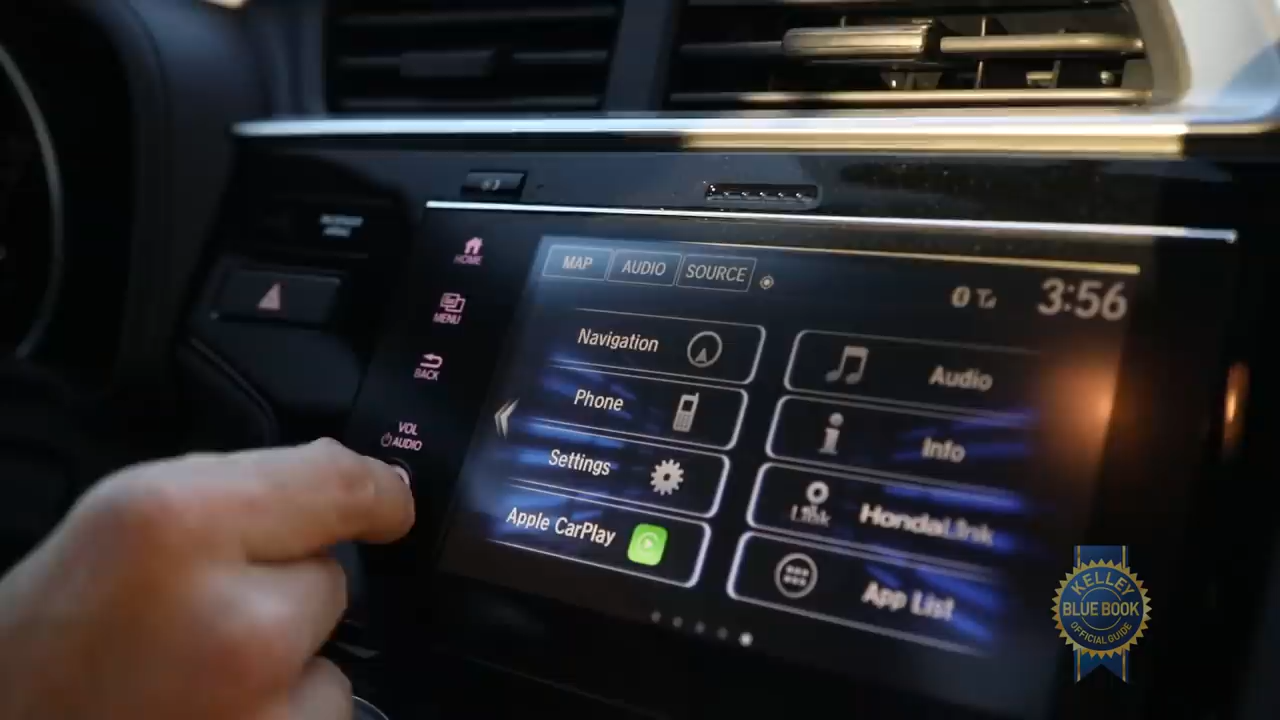 HOME
MENU
BACK
VOL
AUDIO
MAP
AUDIO
SOURCE
3:56
Navigation
Phone
Settings
Apple CarPlay
Audio
Info
Link
HondaLink
App List
KELLEY
BLUE BOOK
OFFICIAL GUIDE